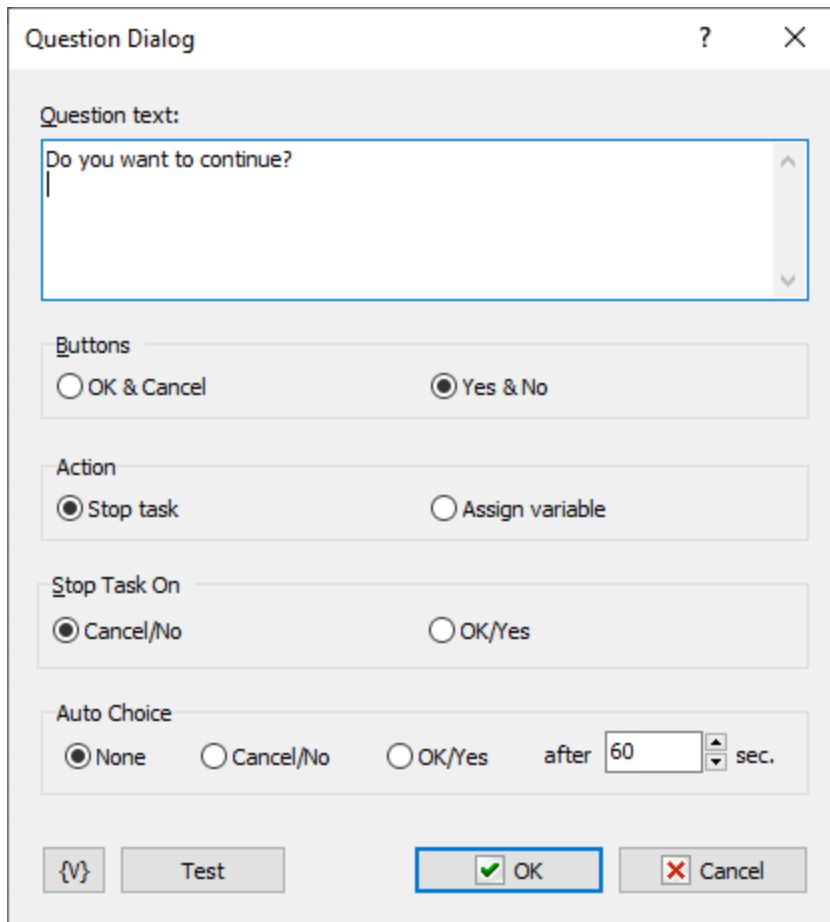 Question Dialog ?
Question text:
Do you want to continue?
Buttons
OK & Cancel Yes & No
Action
Stop task Assign variable
Stop Task On
Cancel/No OK/Yes
Auto Choice
None Cancel/No OK/Yes after 60 sec.
{V} Test OK Cancel